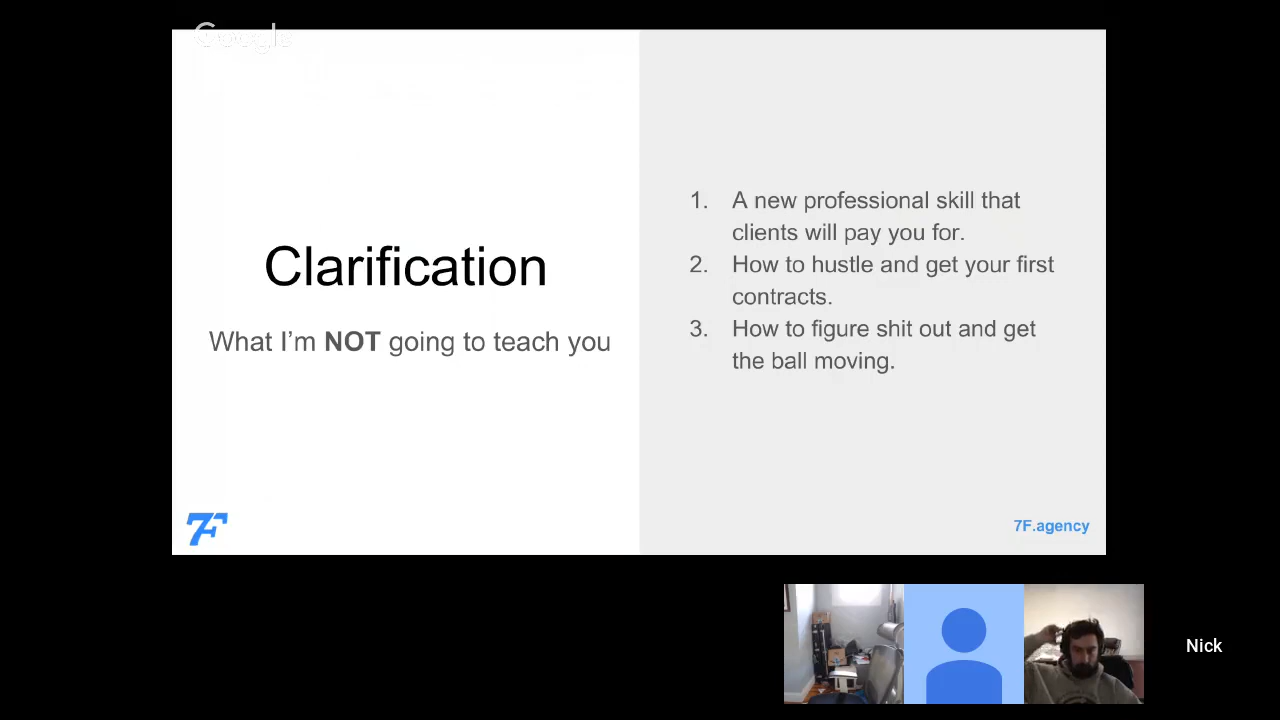 Google
Clarification
What I'm NOT going to teach you
1. A new professional skill that
clients will pay you for.
2. How to hustle and get your first
contracts.
3. How to figure shit out and get
the ball moving.
7F
7F.agency
Nick